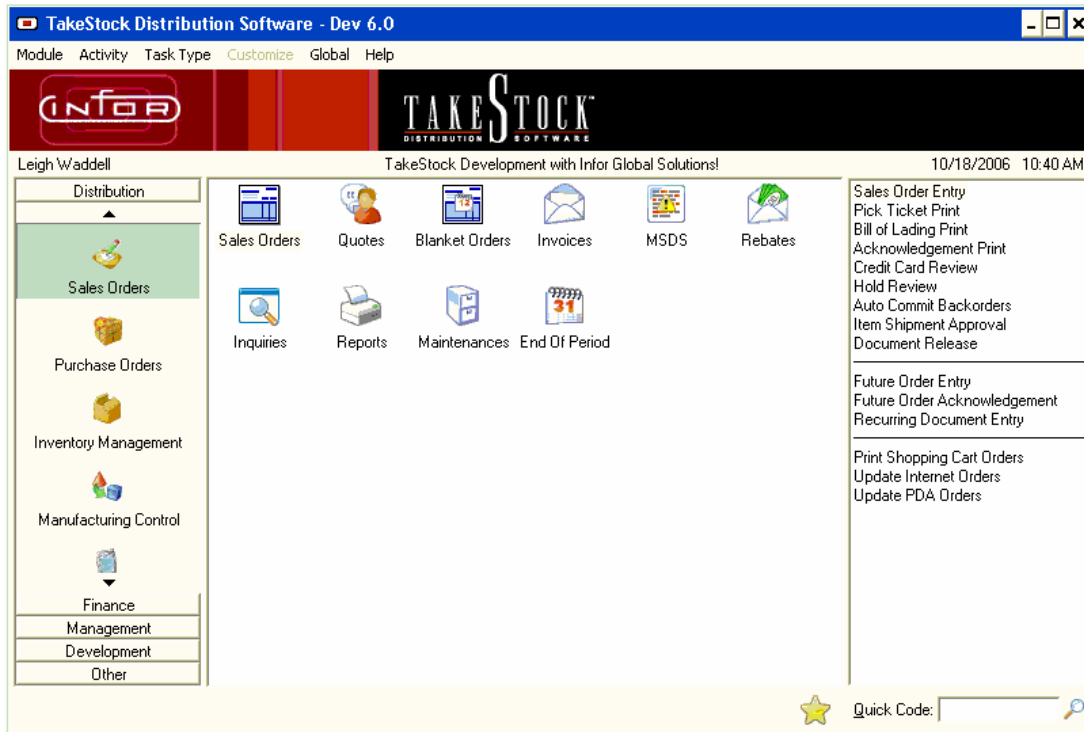 TakeStock Distribution Software - Dev 6.0
Module Activity Task Type Customize Global Help
INFOR
TAKESTOCK™
DISTRIBUTION SOFTWARE
Leigh Waddell TakeStock Development with Infor Global Solutions! 10/18/2006 10:40 AM
Distribution
Sales Orders
Purchase Orders
Inventory Management
Manufacturing Control
Finance
Management
Development
Other
Sales Orders Quotes Blanket Orders Invoices MSDS Rebates
12
31
Inquiries Reports Maintenances End Of Period
Sales Order Entry
Pick Ticket Print
Bill of Lading Print
Acknowledgement Print
Credit Card Review
Hold Review
Auto Commit Backorders
Item Shipment Approval
Document Release
Future Order Entry
Future Order Acknowledgement
Recurring Document Entry
Print Shopping Cart Orders
Update Internet Orders
Update PDA Orders
Quick Code: